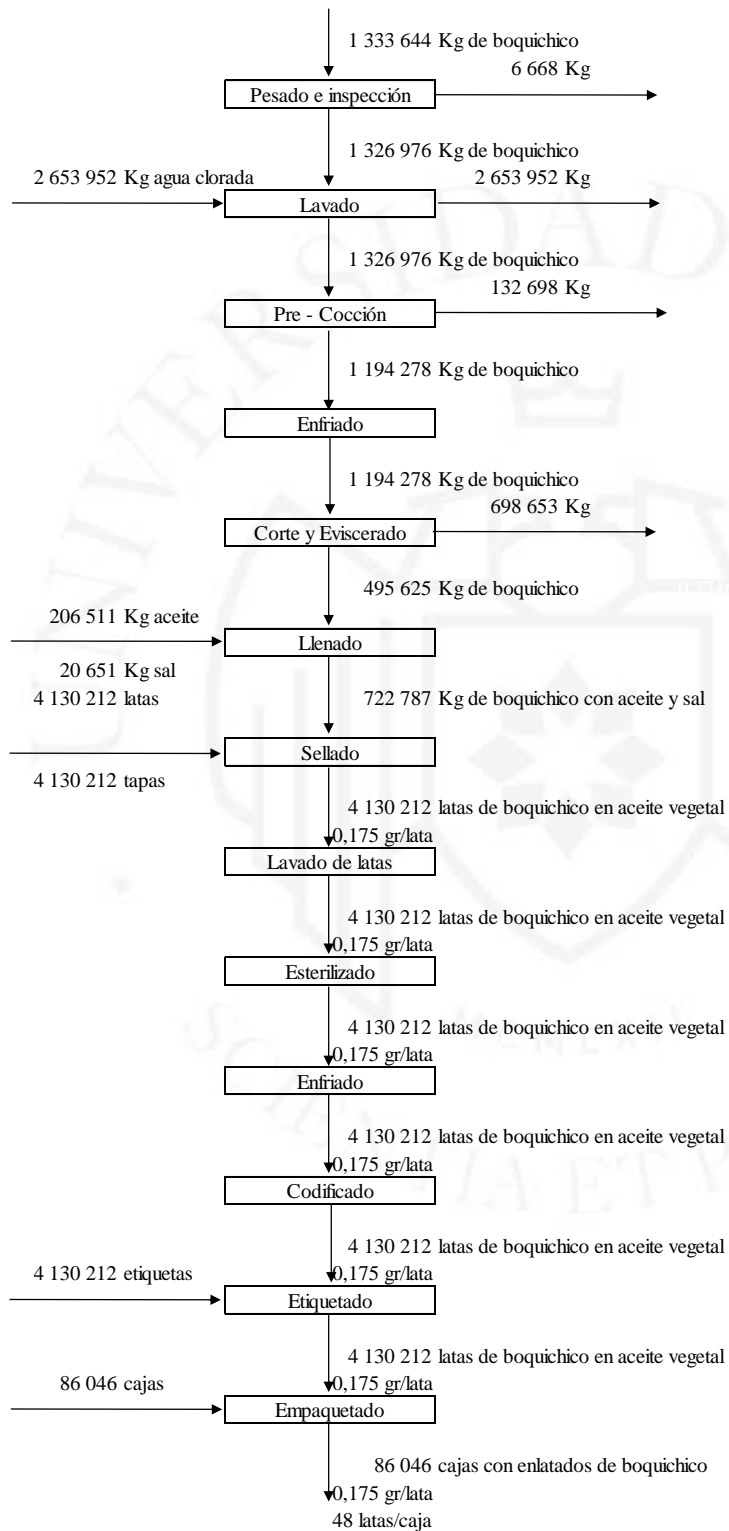 1 333 644 Kg de boquichico
6 668 Kg
Pesado e inspección
1 326 976 Kg de boquichico
2 653 952 Kg agua clorada
2 653 952 Kg
Lavado
1 326 976 Kg de boquichico
132 698 Kg
Pre - Cocción
1 194 278 Kg de boquichico
Enfriado
1 194 278 Kg de boquichico
698 653 Kg
Corte y Eviscerado
495 625 Kg de boquichico
206 511 Kg aceite
Llenado
20 651 Kg sal
4 130 212 latas
722 787 Kg de boquichico con aceite y sal
Sellado
4 130 212 tapas
4 130 212 latas de boquichico en aceite vegetal
0,175 gr/lata
Lavado de latas
4 130 212 latas de boquichico en aceite vegetal
0,175 gr/lata
Esterilizado
4 130 212 latas de boquichico en aceite vegetal
0,175 gr/lata
Enfriado
4 130 212 latas de boquichico en aceite vegetal
0,175 gr/lata
Codificado
4 130 212 latas de boquichico en aceite vegetal
4 130 212 etiquetas
0,175 gr/lata
Etiquetado
4 130 212 latas de boquichico en aceite vegetal
86 046 cajas
0,175 gr/lata
Empaquetado
86 046 cajas con enlatados de boquichico
0,175 gr/lata
48 latas/caja
UNIVERSIDAD
SCIENTIA ET P
MCMLXIV